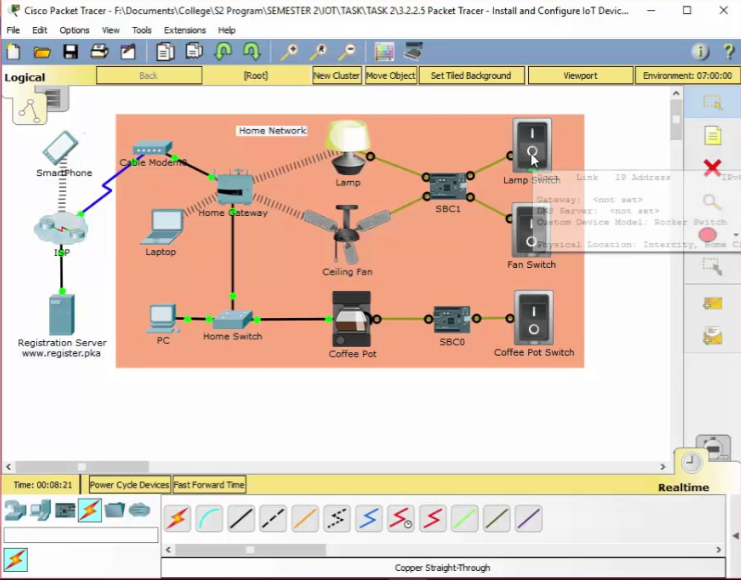 Cisco Packet Tracer - F:\Documents\College\S2 Program\SEMESTER 2\IOT\TASK\TASK 2\3.2.2.5 Packet Tracer - Install and Configure IoT Devic...
File Edit Options View Tools Extensions Help
Logical
Back
[Root]
New Cluster
Move Object
Set Tiled Background
Viewport
Environment: 07:00:00
Home Network
SmartPhone
Cable Modem0
Lamp
Lamp Switch
Port Link IP Address
Gateway: <not set>
DNS Server: <not set>
Custom Device Model: Rocker Switch
Physical Location: Intercity, Home
SBC1
Home Gateway
ISP
Laptop
Ceiling Fan
Fan Switch
Registration Server
www.register.pka
PC
Home Switch
Coffee Pot
SBC0
Coffee Pot Switch
Time: 00:08:21
Power Cycle Devices
Fast Forward Time
Realtime
Copper Straight-Through